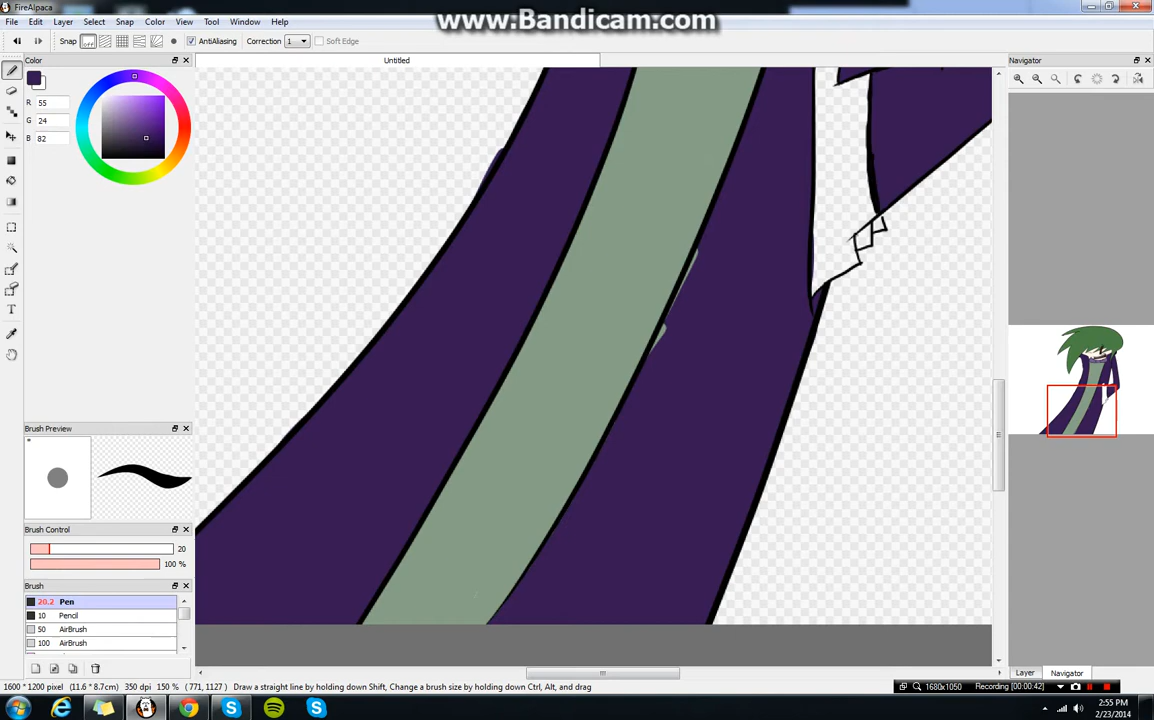 FireAlpaca
www.Bandicam.com
File Edit Layer Select Snap Color View Tool Window Help
Snap off AntiAliasing Correction 1 Soft Edge
Color
Untitled
Navigator
R 55
G 24
B 82
Brush Preview
Brush Control
20
100 %
Brush
20.2 Pen
10 Pencil
50 AirBrush
100 AirBrush
Layer Navigator
1600 * 1200 pixel (11.6 * 8.7cm) 350 dpi 150 % (771, 1127) Draw a straight line by holding down Shift, Change a brush size by holding down Ctrl, Alt, and drag
1680x1050 Recording [00:00:42]
2:55 PM
2/23/2014